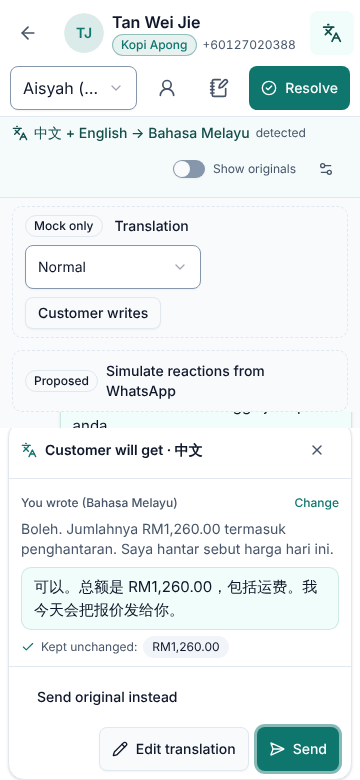 TJ
Tan Wei Jie
Kopi Apong +60127020388
Aisyah (...
Resolve
中文 + English → Bahasa Melayu detected
Show originals
Mock only Translation
Normal
Customer writes
Proposed
Simulate reactions from
WhatsApp
anda
Customer will get · 中文
You wrote (Bahasa Melayu) Change
Boleh. Jumlahnya RM1,260.00 termasuk
penghantaran. Saya hantar sebut harga hari ini.
可以。总额是 RM1,260.00，包括运费。我
今天会把报价发给你。
Kept unchanged: RM1,260.00
Send original instead
Edit translation Send